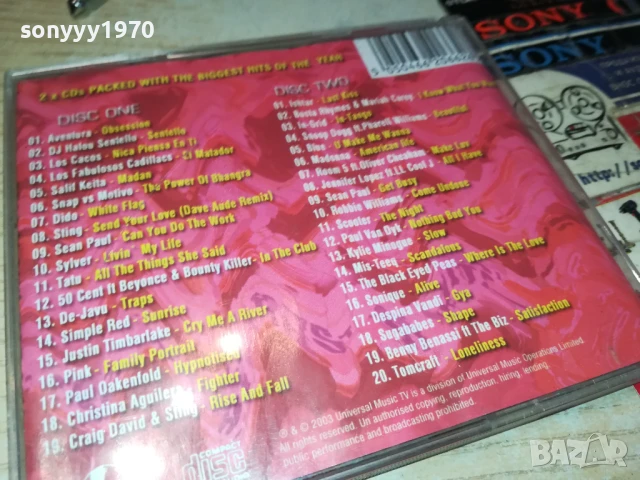 sonyyy1970
SONY
SONY
http://s
2 x CDs PACKED WITH THE BIGGEST HITS OF THE YEAR
DISC ONE
01. Aventura - Obsession
02. DJ Halou Sentello - Sentello
03. Los Cacos - Nica Piensa En Ti
04. Los Fabulosos Cadillacs - El Matador
05. Salif Keita - Madan
06. Snap vs Motivo - The Power Of Bhangra
07. Dido - White Flag
08. Sting - Send Your Love (Dave Aude Remix)
09. Sean Paul - Can You Do The Work
10. Sylver - Livin' My Life
11. Tatu - All The Things She Said
12. 50 Cent ft Beyonce & Bounty Killer - In The Club
13. De-Javu - Traps
14. Simple Red - Sunrise
15. Justin Timbarlake - Cry Me A River
16. Pink - Family Portrait
17. Paul Oakenfold - Hypnotised
18. Christina Aguilera - Fighter
19. Craig David & Sting - Rise And Fall
DISC TWO
01. - Last Kiss
02. Busta Rhymes & Mariah Carey - I Know What You
03. In-Grid - In-Tango
04. Snoop Dogg ft Pharell Williams - Beautiful
05. Blue - U Make Me Wanna
06. Madonna - American life
07. Room 5 ft Oliver Cheatham - Make Luv
08. Jennifer Lopez ft LL Cool J - All I Have
09. Sean Paul - Get Busy
10. Robbie Williams - Come Undone
11. Scooter - The Night
12. Paul Van Dyk - Nothing But You
13. Kylie Minogue - Slow
14. Mis-Teeq - Scandalous
15. The Black Eyed Peas - Where Is The Love
16. Sonique - Alive
17. Despina Vandi - Gya
18. Sugababes - Shape
19. Benny Benassi ft The Biz - Satisfaction
20. Tomcraft - Loneliness
℗ & © 2003 Universal Music TV is a division of Universal Music Operations Limited.
All rights reserved. Un authorised copying, reproduction, hiring, lending,
public performance and broadcasting prohibited.
COMPACT
disc
BAZAR